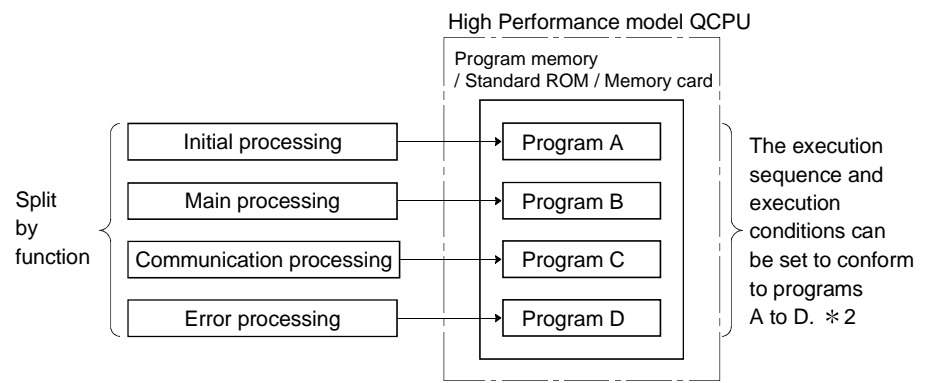 High Performance model QCPU
Program memory
/ Standard ROM / Memory card
Split
by
function
Initial processing
Program A
Main processing
Program B
Communication processing
Program C
Error processing
Program D
The execution
sequence and
execution
conditions can
be set to conform
to programs
A to D. ＊2